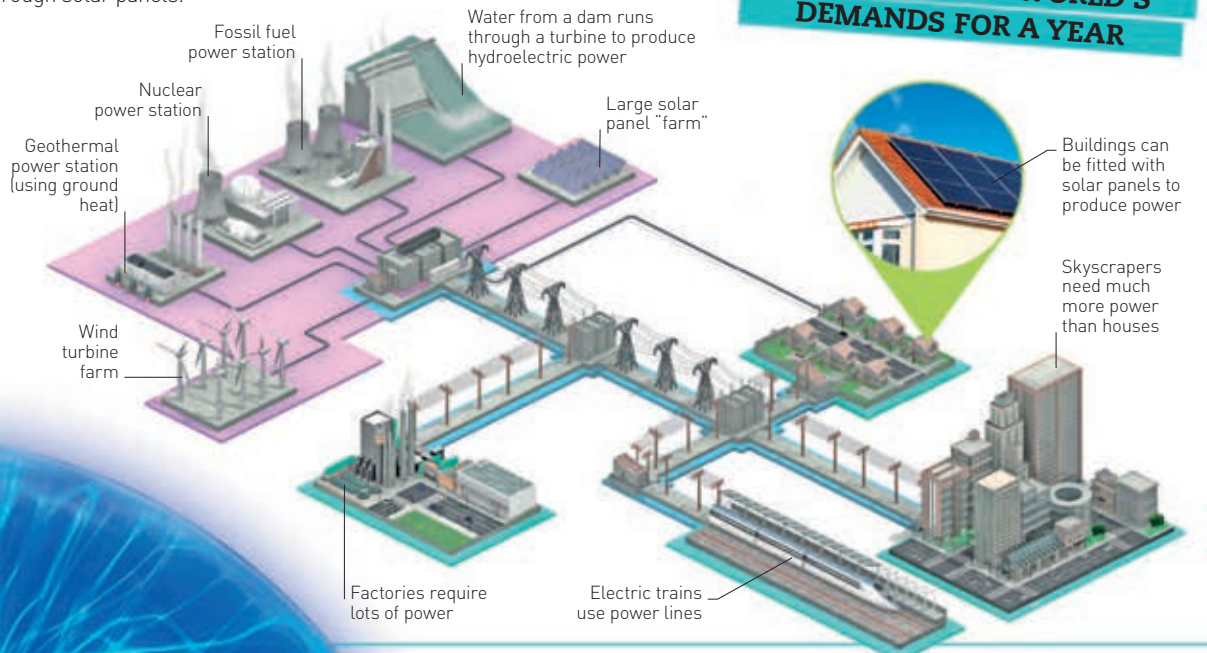 rough solar panels.
DEMANDS FOR A YEAR
Water from a dam runs
through a turbine to produce
hydroelectric power
Fossil fuel
power station
Nuclear
power station
Large solar
panel "farm"
Geothermal
power station
(using ground
heat)
Buildings can
be fitted with
solar panels to
produce power
Skyscrapers
need much
more power
than houses
Wind
turbine
farm
Factories require
lots of power
Electric trains
use power lines